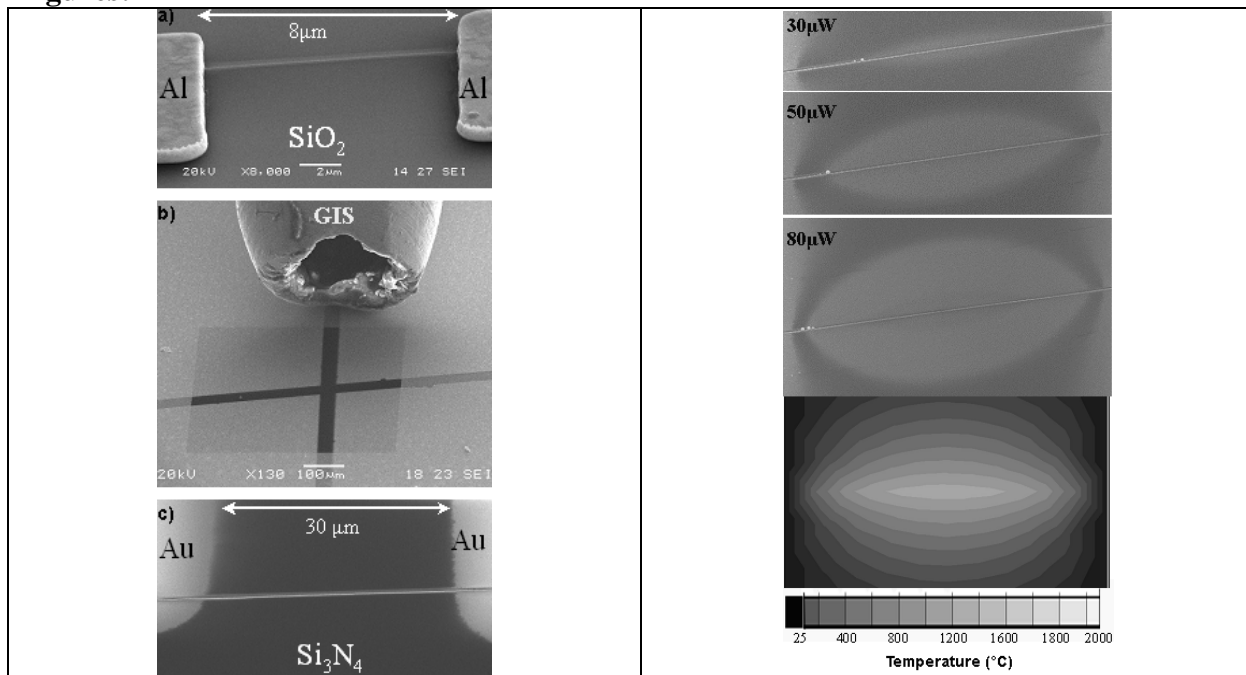 a)
8μm
Al
Al
SiO₂
20kV X8,000 2μm 14 27 SEI
b)
GIS
20kV X130 100μm 18 23 SEI
c)
30 μm
Au
Au
Si₃N₄
30μW
50μW
80μW
25 400 800 1200 1600 1800 2000
Temperature (°C)